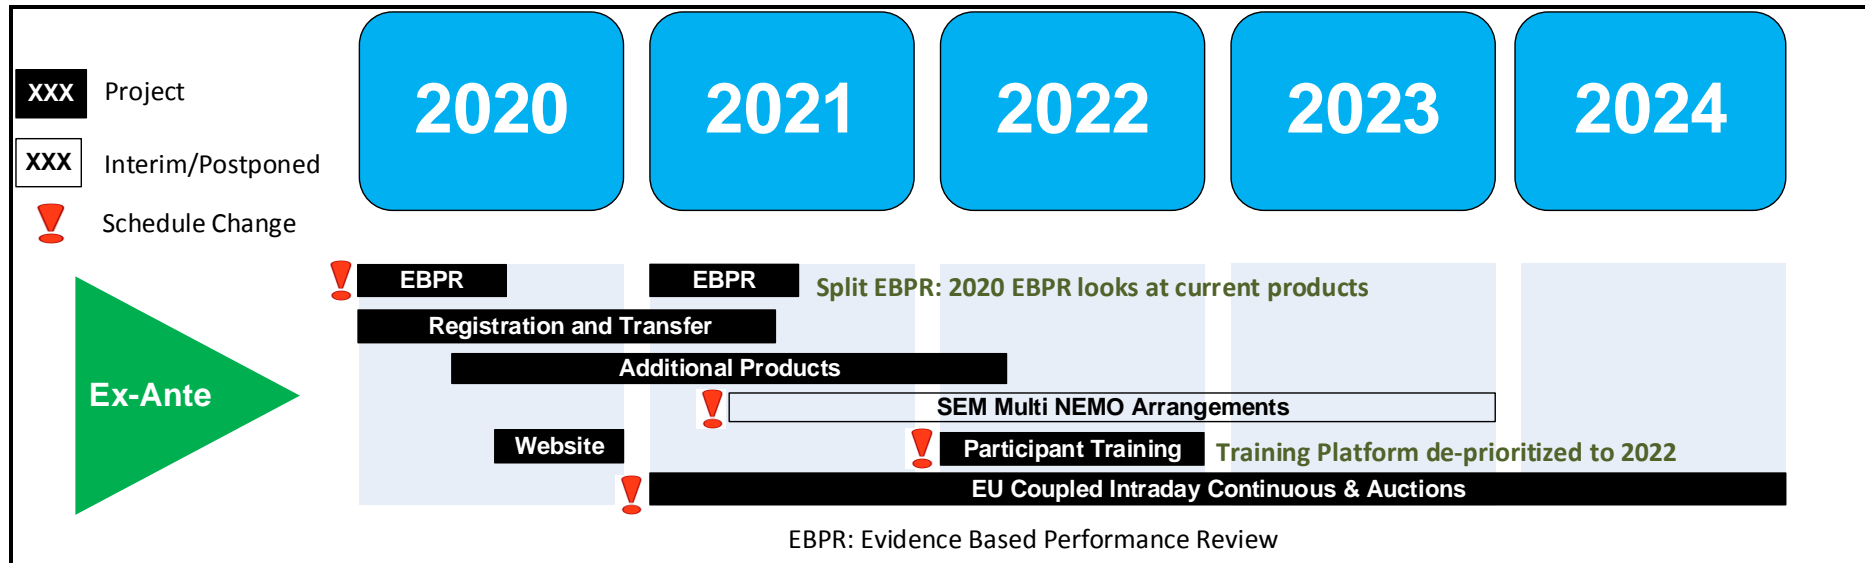 2020 2021 2022 2023 2024
XXX Project
XXX Interim/Postponed
Schedule Change
Ex-Ante
EBPR EBPR Split EBPR: 2020 EBPR looks at current products
Registration and Transfer
Additional Products
SEM Multi NEMO Arrangements
Website Participant Training Training Platform de-prioritized to 2022
EU Coupled Intraday Continuous & Auctions
EBPR: Evidence Based Performance Review